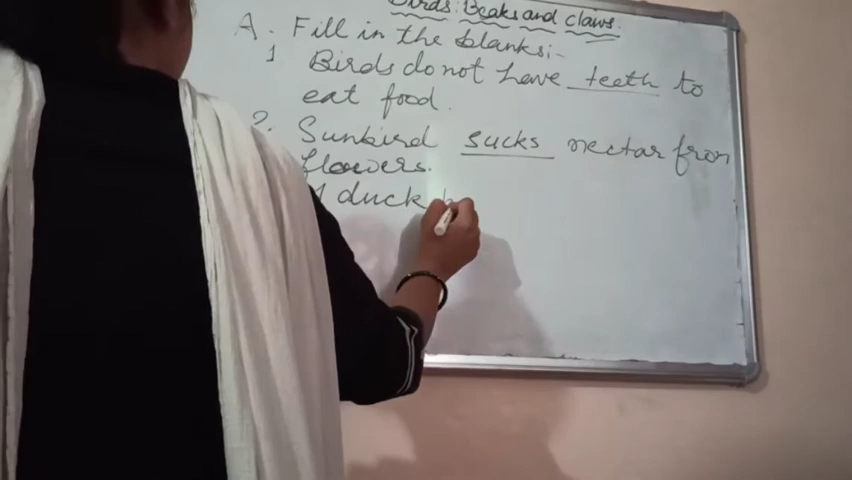 Birds: Beaks and claws.
A. Fill in the blanks:-
1 Birds do not have teeth to
eat food.
2. Sunbird sucks nectar from
flowers.
A duck h